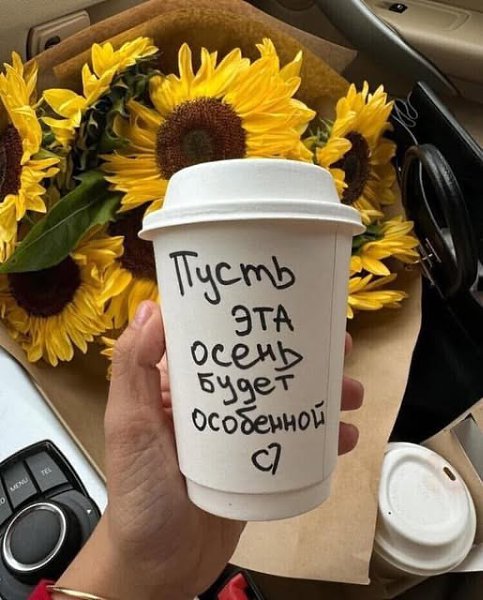 Пусть
ЭТА
осень
будет
особенной
MENU
TEL